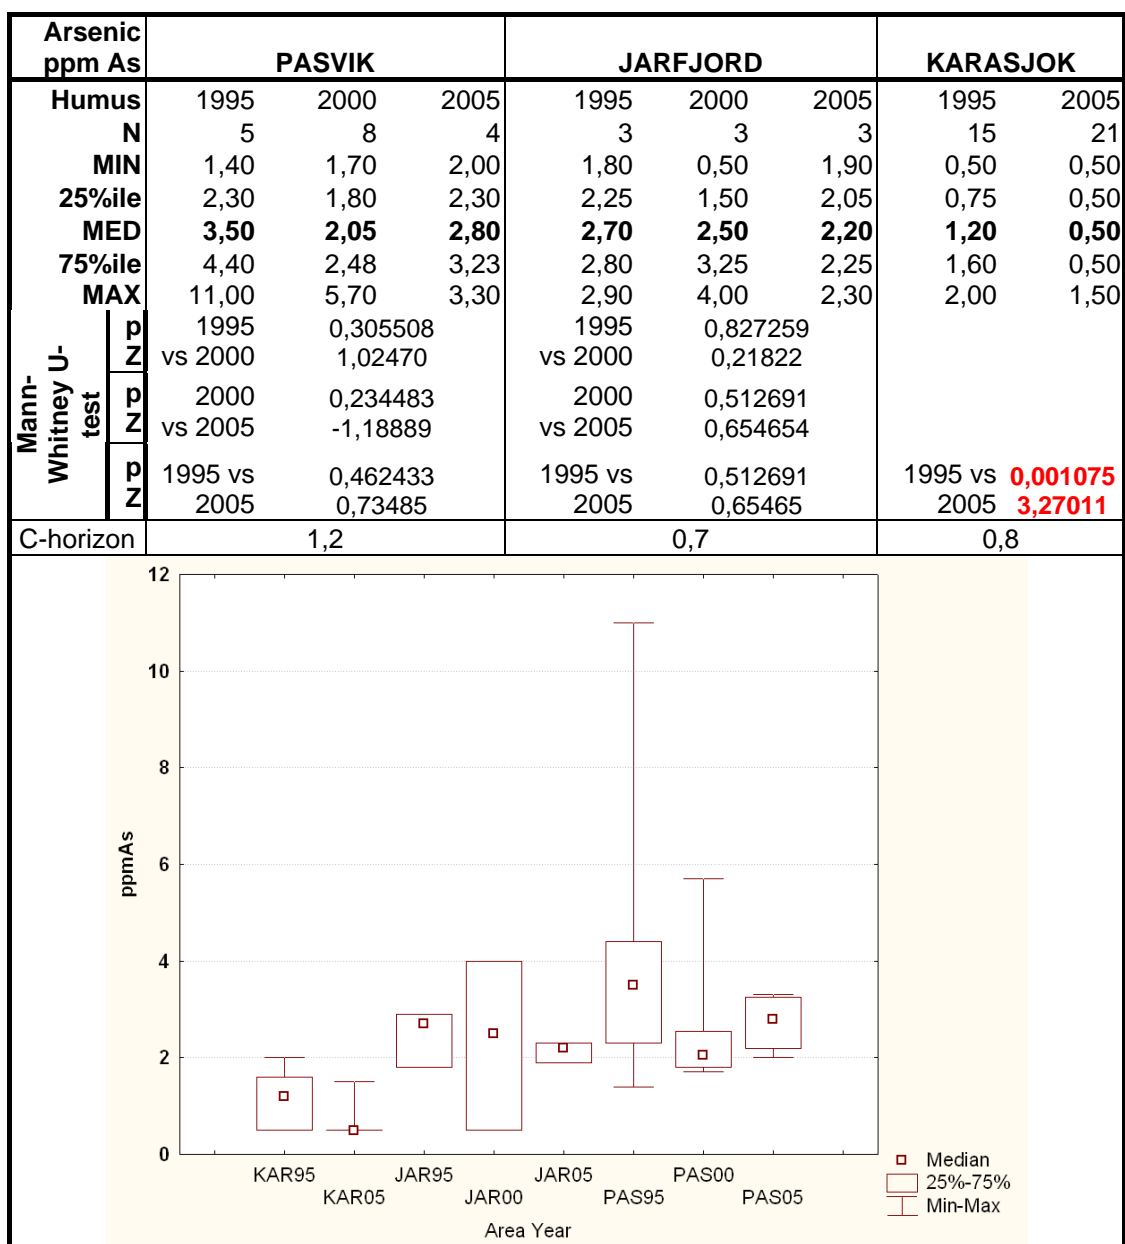 Arsenic
ppm As PASVIK JARFJORD KARASJOK
Humus 1995 2000 2005 1995 2000 2005 1995 2005
N 5 8 4 3 3 3 15 21
MIN 1,40 1,70 2,00 1,80 0,50 1,90 0,50 0,50
25%ile 2,30 1,80 2,30 2,25 1,50 2,05 0,75 0,50
MED 3,50 2,05 2,80 2,70 2,50 2,20 1,20 0,50
75%ile 4,40 2,48 3,23 2,80 3,25 2,25 1,60 0,50
MAX 11,00 5,70 3,30 2,90 4,00 2,30 2,00 1,50
Mann-
Whitney U-
test
p 1995 0,305508 1995 0,827259
Z vs 2000 1,02470 vs 2000 0,21822
p 2000 0,234483 2000 0,512691
Z vs 2005 -1,18889 vs 2005 0,654654
p 1995 vs 0,462433 1995 vs 0,512691 1995 vs 0,001075
Z 2005 0,73485 2005 0,65465 2005 3,27011
C-horizon 1,2 0,7 0,8
12
10
8
6
4
2
0
ppmAs
KAR95 JAR95 JAR05 PAS00
KAR05 JAR00 PAS95 PAS05
Area Year
Median
25%-75%
Min-Max